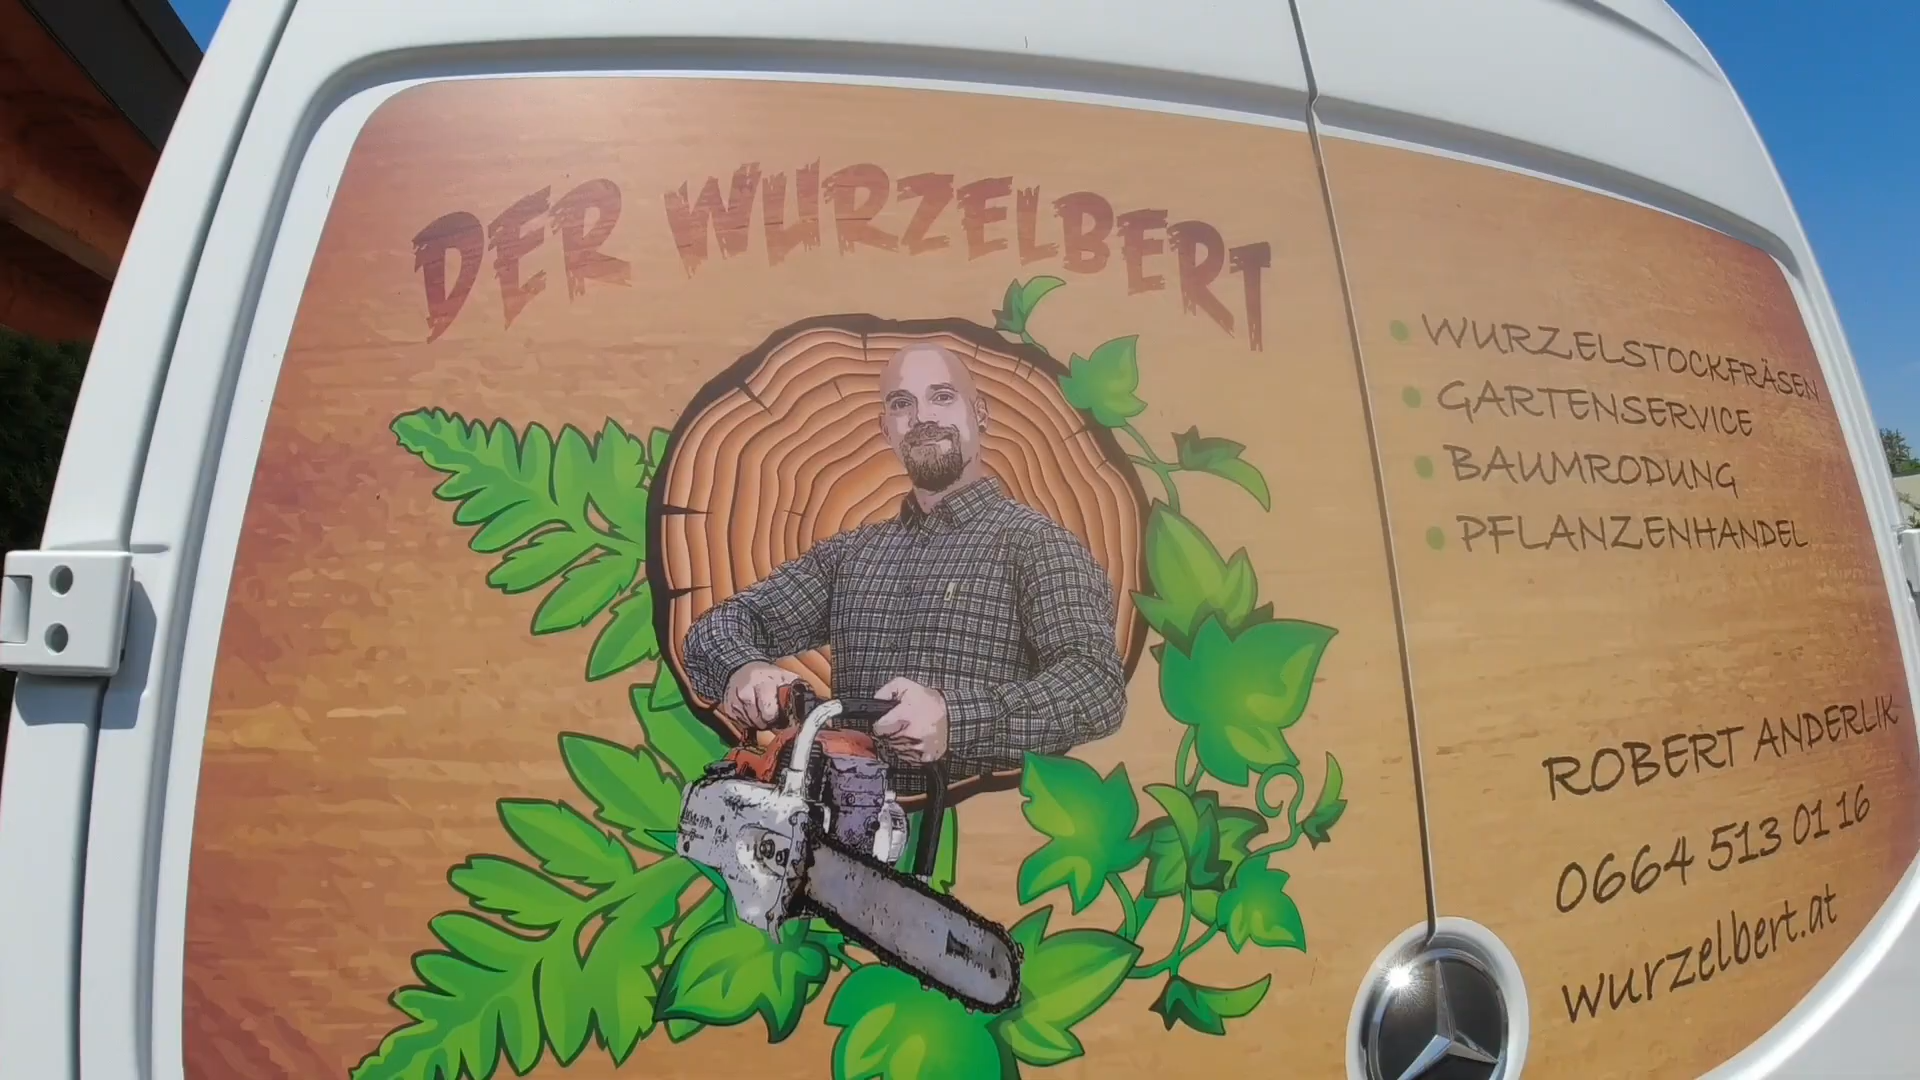 DER WURZELBERT
• WURZELSTOCKFRÄSEN
• GARTENSERVICE
• BAUMRODUNG
• PFLANZENHANDEL
ROBERT ANDERLIK
0664 513 01 16
wurzelbert.at